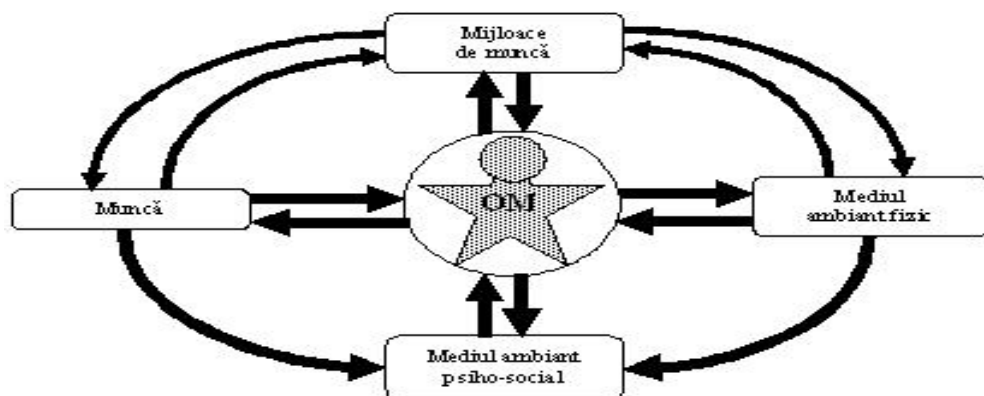 Mijloace
de muncă
Muncă
OM
Mediul
ambiant fizic
Mediul ambiant
psiho-social